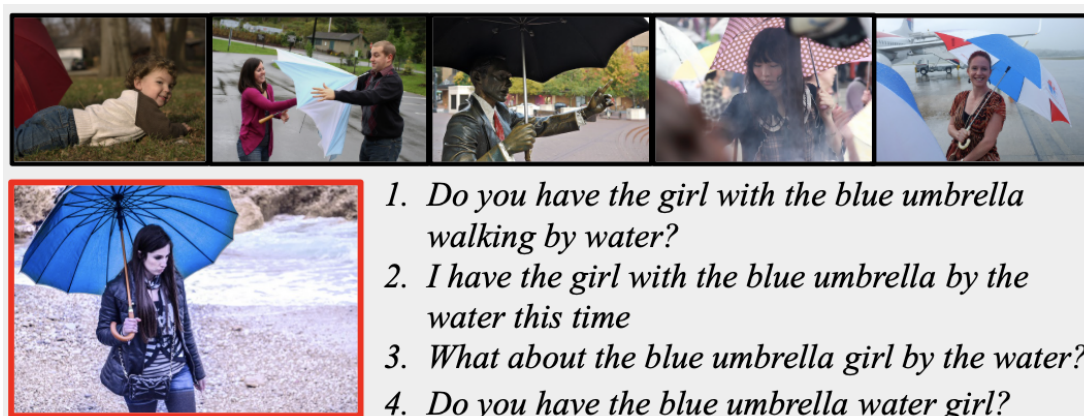 1. Do you have the girl with the blue umbrella
walking by water?
2. I have the girl with the blue umbrella by the
water this time
3. What about the blue umbrella girl by the water?
4. Do you have the blue umbrella water girl?